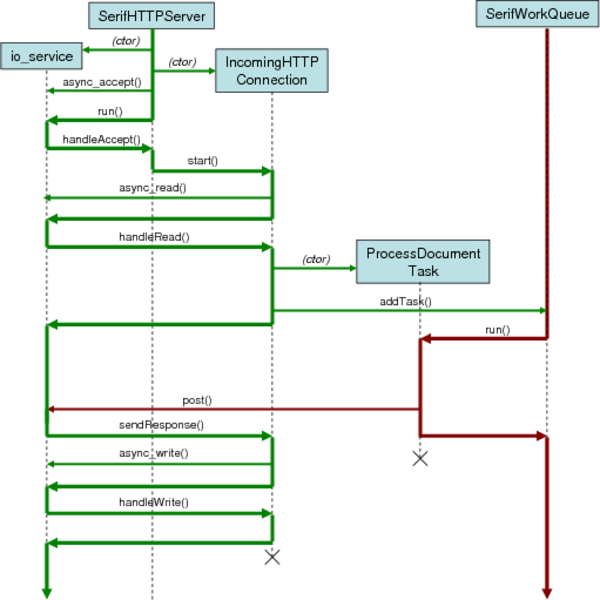 SerifHTTPServer
SerifWorkQueue
(ctor)
io_service
(ctor)
IncomingHTTP
Connection
async_accept()
run()
handleAccept()
start()
async_read()
handleRead()
ProcessDocument
Task
(ctor)
addTask()
run()
post()
sendResponse()
async_write()
handleWrite()